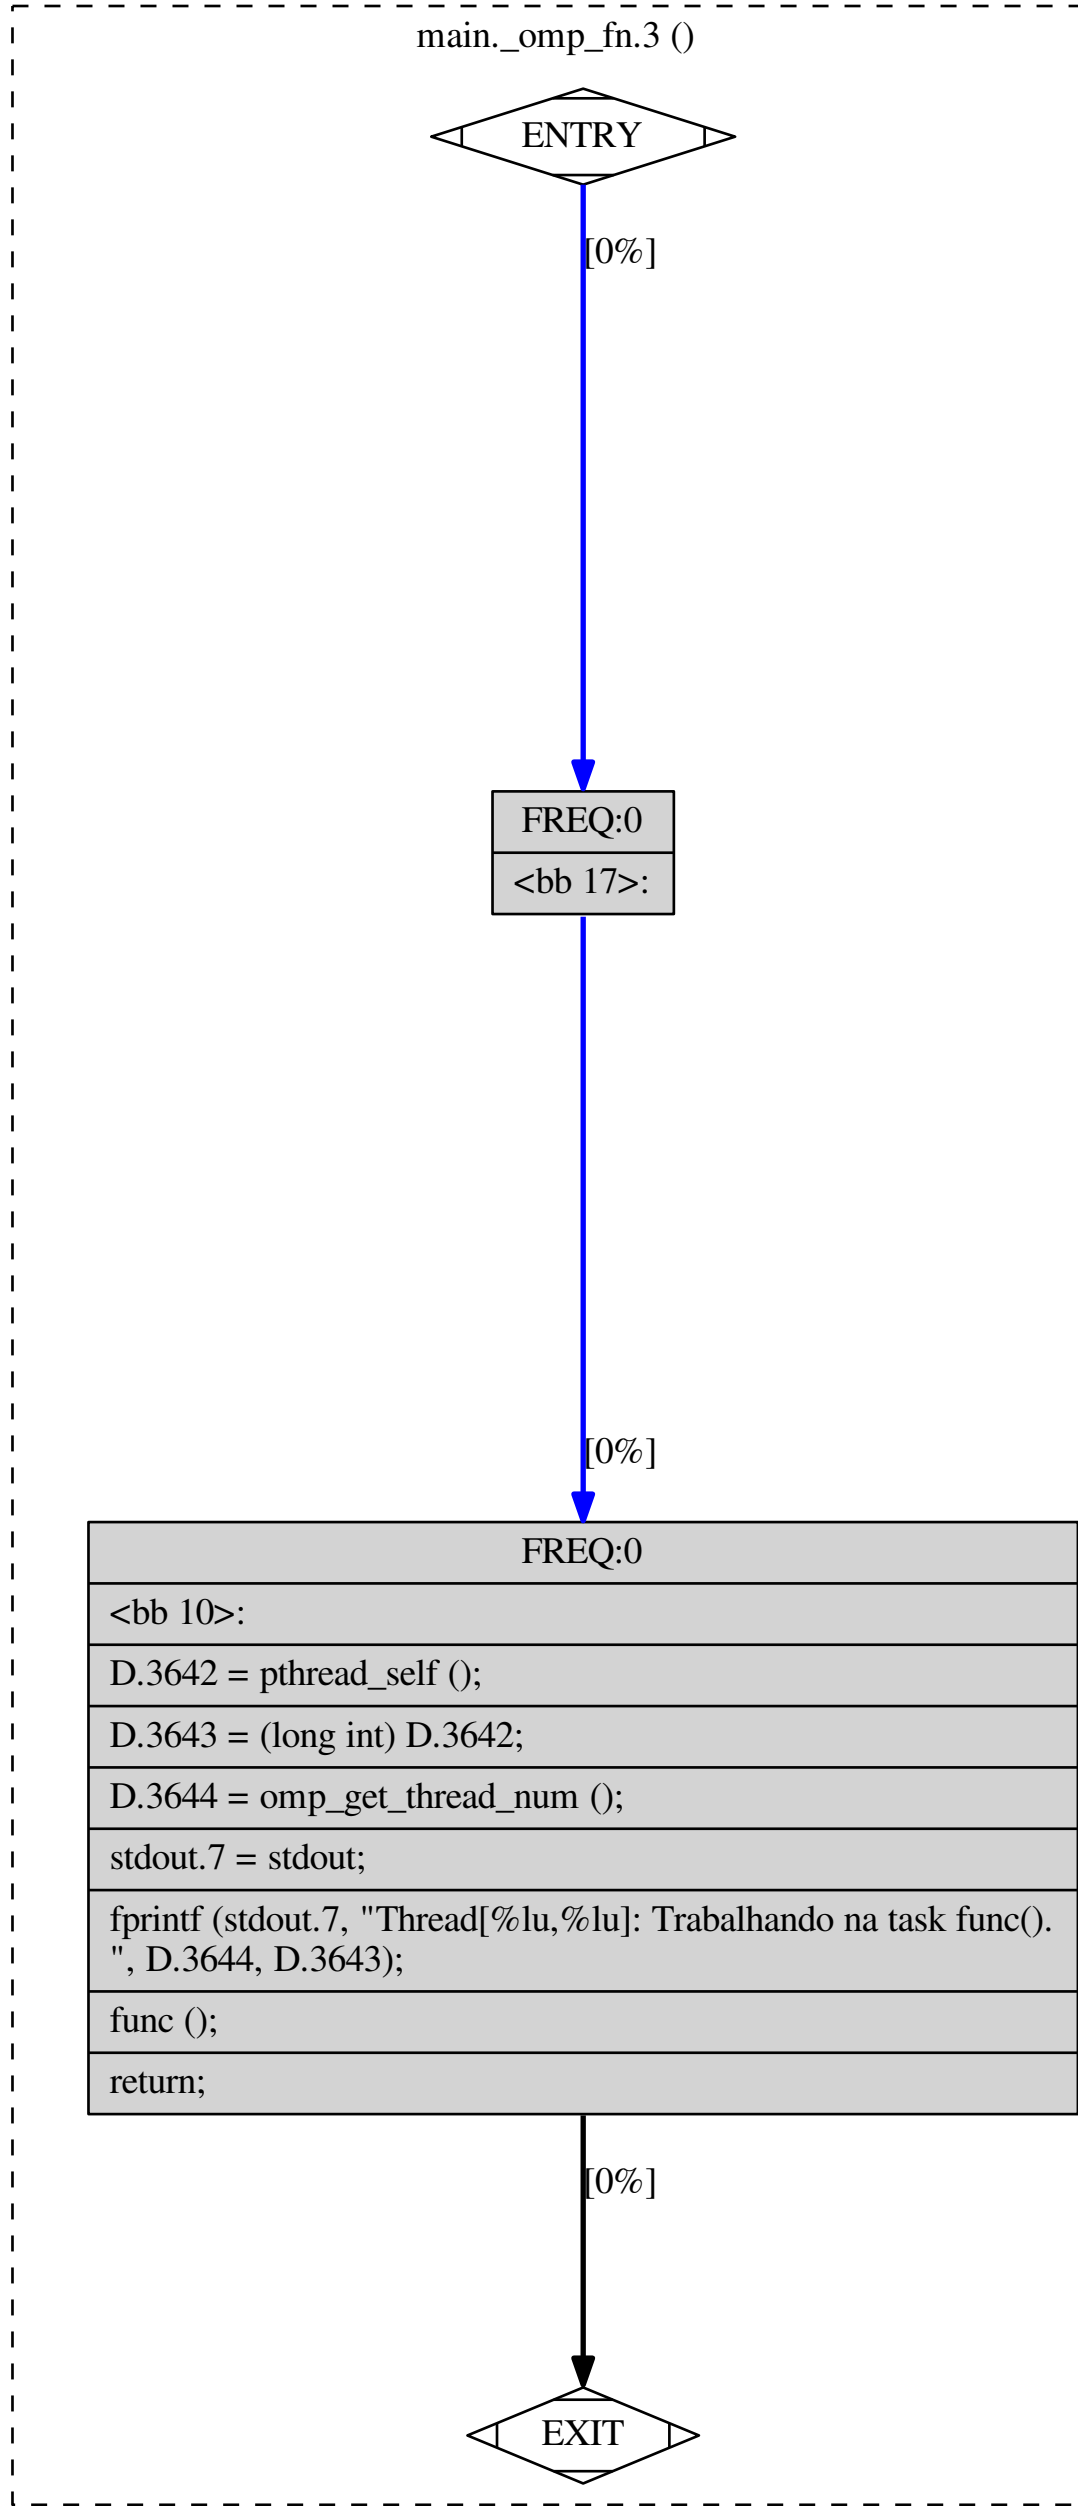 main._omp_fn.3 ()
ENTRY
[0%]
FREQ:0
<bb 17>:
[0%]
FREQ:0
<bb 10>:
D.3642 = pthread_self ();
D.3643 = (long int) D.3642;
D.3644 = omp_get_thread_num ();
stdout.7 = stdout;
fprintf (stdout.7, "Thread[%lu,%lu]: Trabalhando na task func().
", D.3644, D.3643);
func ();
return;
[0%]
EXIT